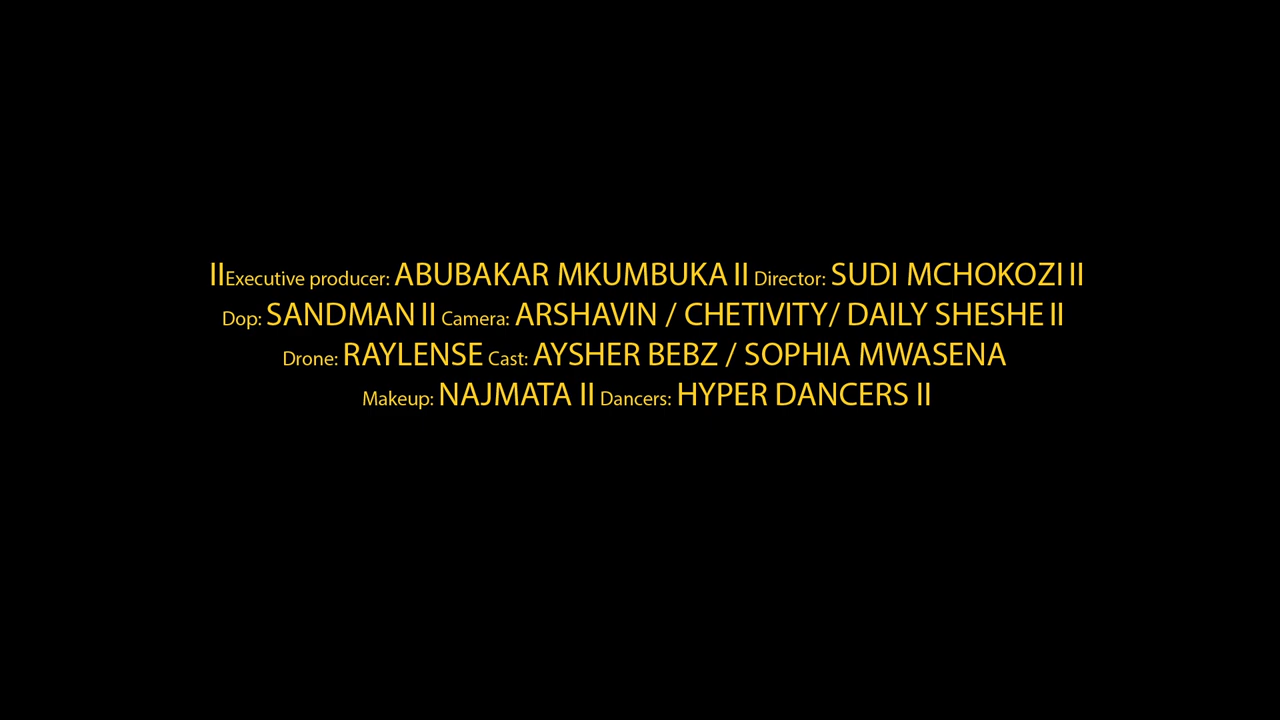 IIExecutive producer: ABUBAKAR MKUMBUKA II Director: SUDI MCHOKOZI II
Dop: SANDMAN II Camera: ARSHAVIN / CHETIVITY/ DAILY SHESHE II
Drone: RAYLENSE Cast: AYSHER BEBZ / SOPHIA MWASENA
Makeup: NAJMATA II Dancers: HYPER DANCERS II